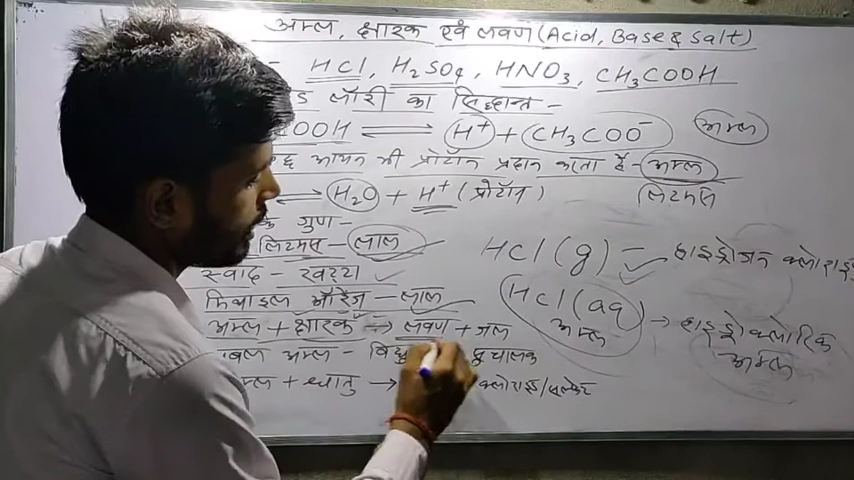 अम्ल, क्षारक एवं लवण (Acid, Base & Salt)
HCl, H₂SO₄, HNO₃, CH₃COOH
लॉरी का सिद्धान्त -
COOH ⇌ H⁺ + CH₃COO⁻ अम्ल
आयन भी प्रोटॉन प्रदान करता है - अम्ल
⇌ H₂O + H⁺ (प्रोटॉन) लिटमस
के गुण -
लिटमस - लाल
HCl (g) - हाइड्रोजन क्लोराइड
स्वाद - खट्टा
HCl (aq) → हाइड्रोक्लोरिक अम्ल
अम्ल
मिथाइल ऑरेंज - लाल
अम्ल + क्षारक → लवण + जल
अम्ल - चालक
+ धातु → क्लोराइड/सल्फेट